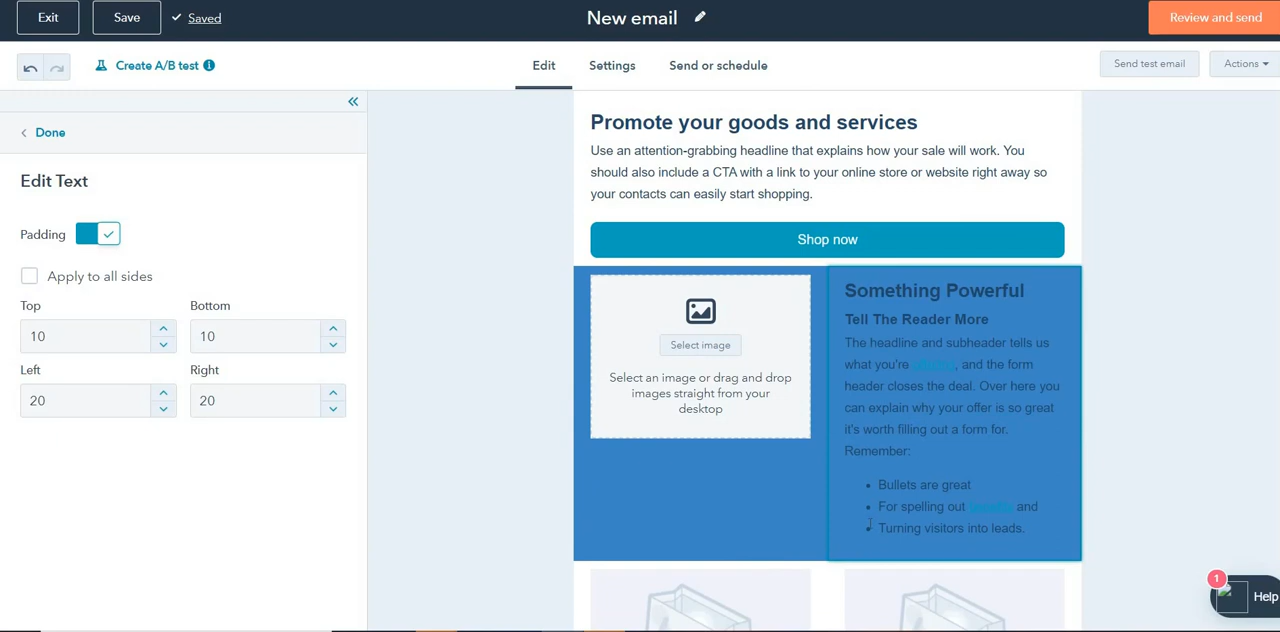 Exit
Save
Saved
New email
Review and send
Create A/B test
Edit
Settings
Send or schedule
Send test email
Actions
Done
Edit Text
Padding
Apply to all sides
Top
Bottom
10
10
Left
Right
20
20
Promote your goods and services
Use an attention-grabbing headline that explains how your sale will work. You
should also include a CTA with a link to your online store or website right away so
your contacts can easily start shopping.
Shop now
Select image
Select an image or drag and drop
images straight from your
desktop
Something Powerful
Tell The Reader More
The headline and subheader tells us
what you're , and the form
header closes the deal. Over here you
can explain why your offer is so great
it's worth filling out a form for.
Remember:
• Bullets are great
• For spelling out and
• Turning visitors into leads.
1
Help